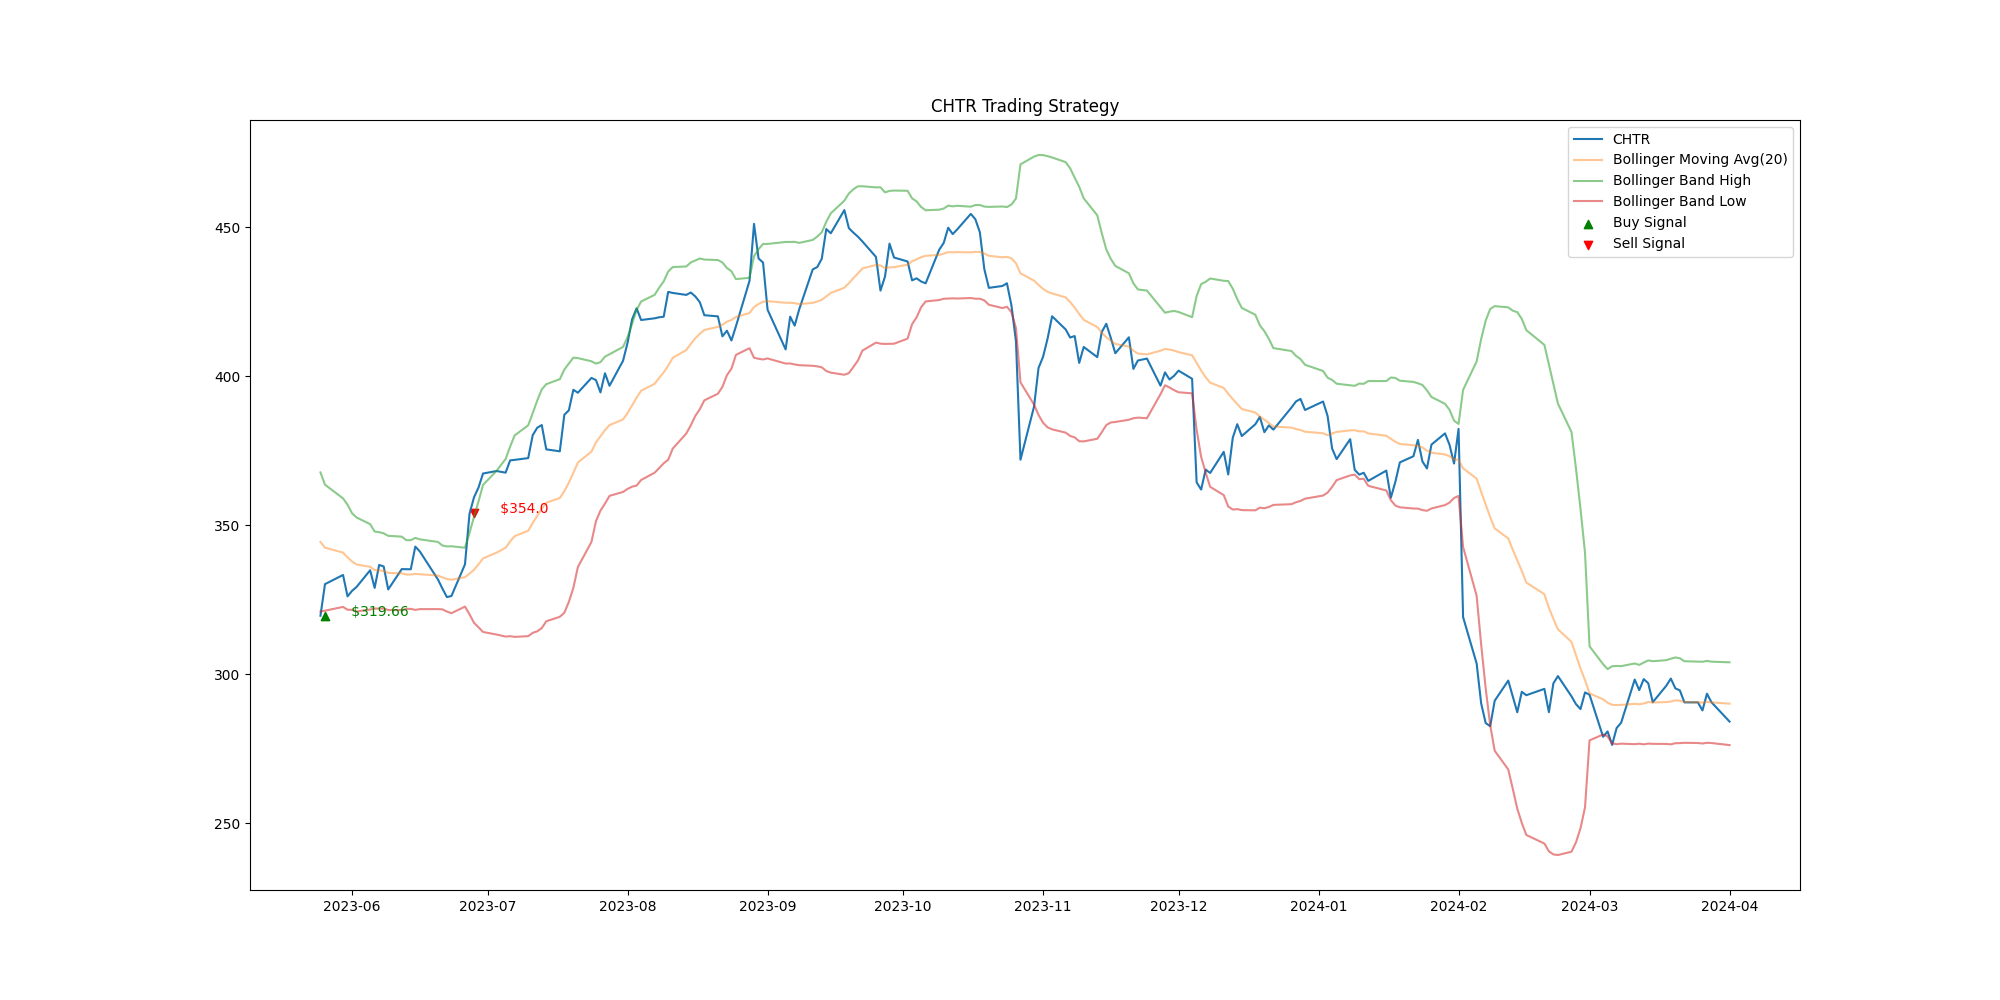 CHTR Trading Strategy
CHTR
Bollinger Moving Avg(20)
Bollinger Band High
Bollinger Band Low
Buy Signal
Sell Signal
450
400
350
300
250
$354.0
$319.66
2023-06
2023-07
2023-08
2023-09
2023-10
2023-11
2023-12
2024-01
2024-02
2024-03
2024-04